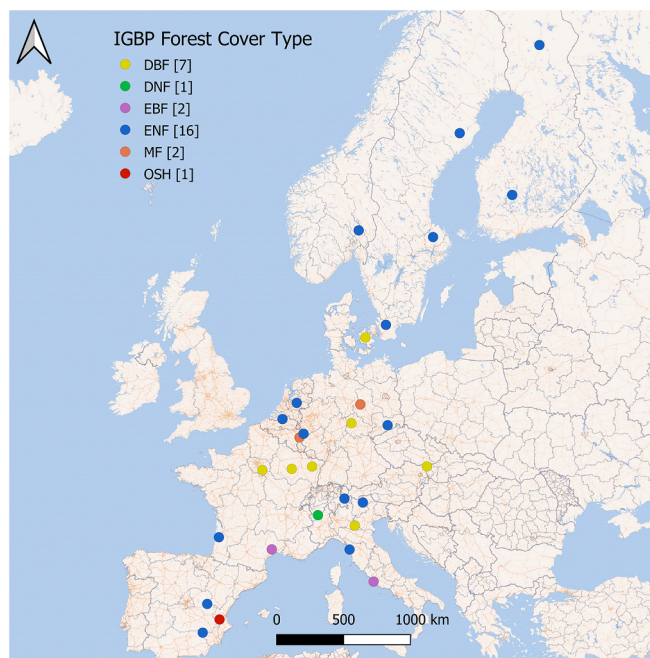 IGBP Forest Cover Type
DBF [7]
DNF [1]
EBF [2]
ENF [16]
MF [2]
OSH [1]
0 500 1000 km